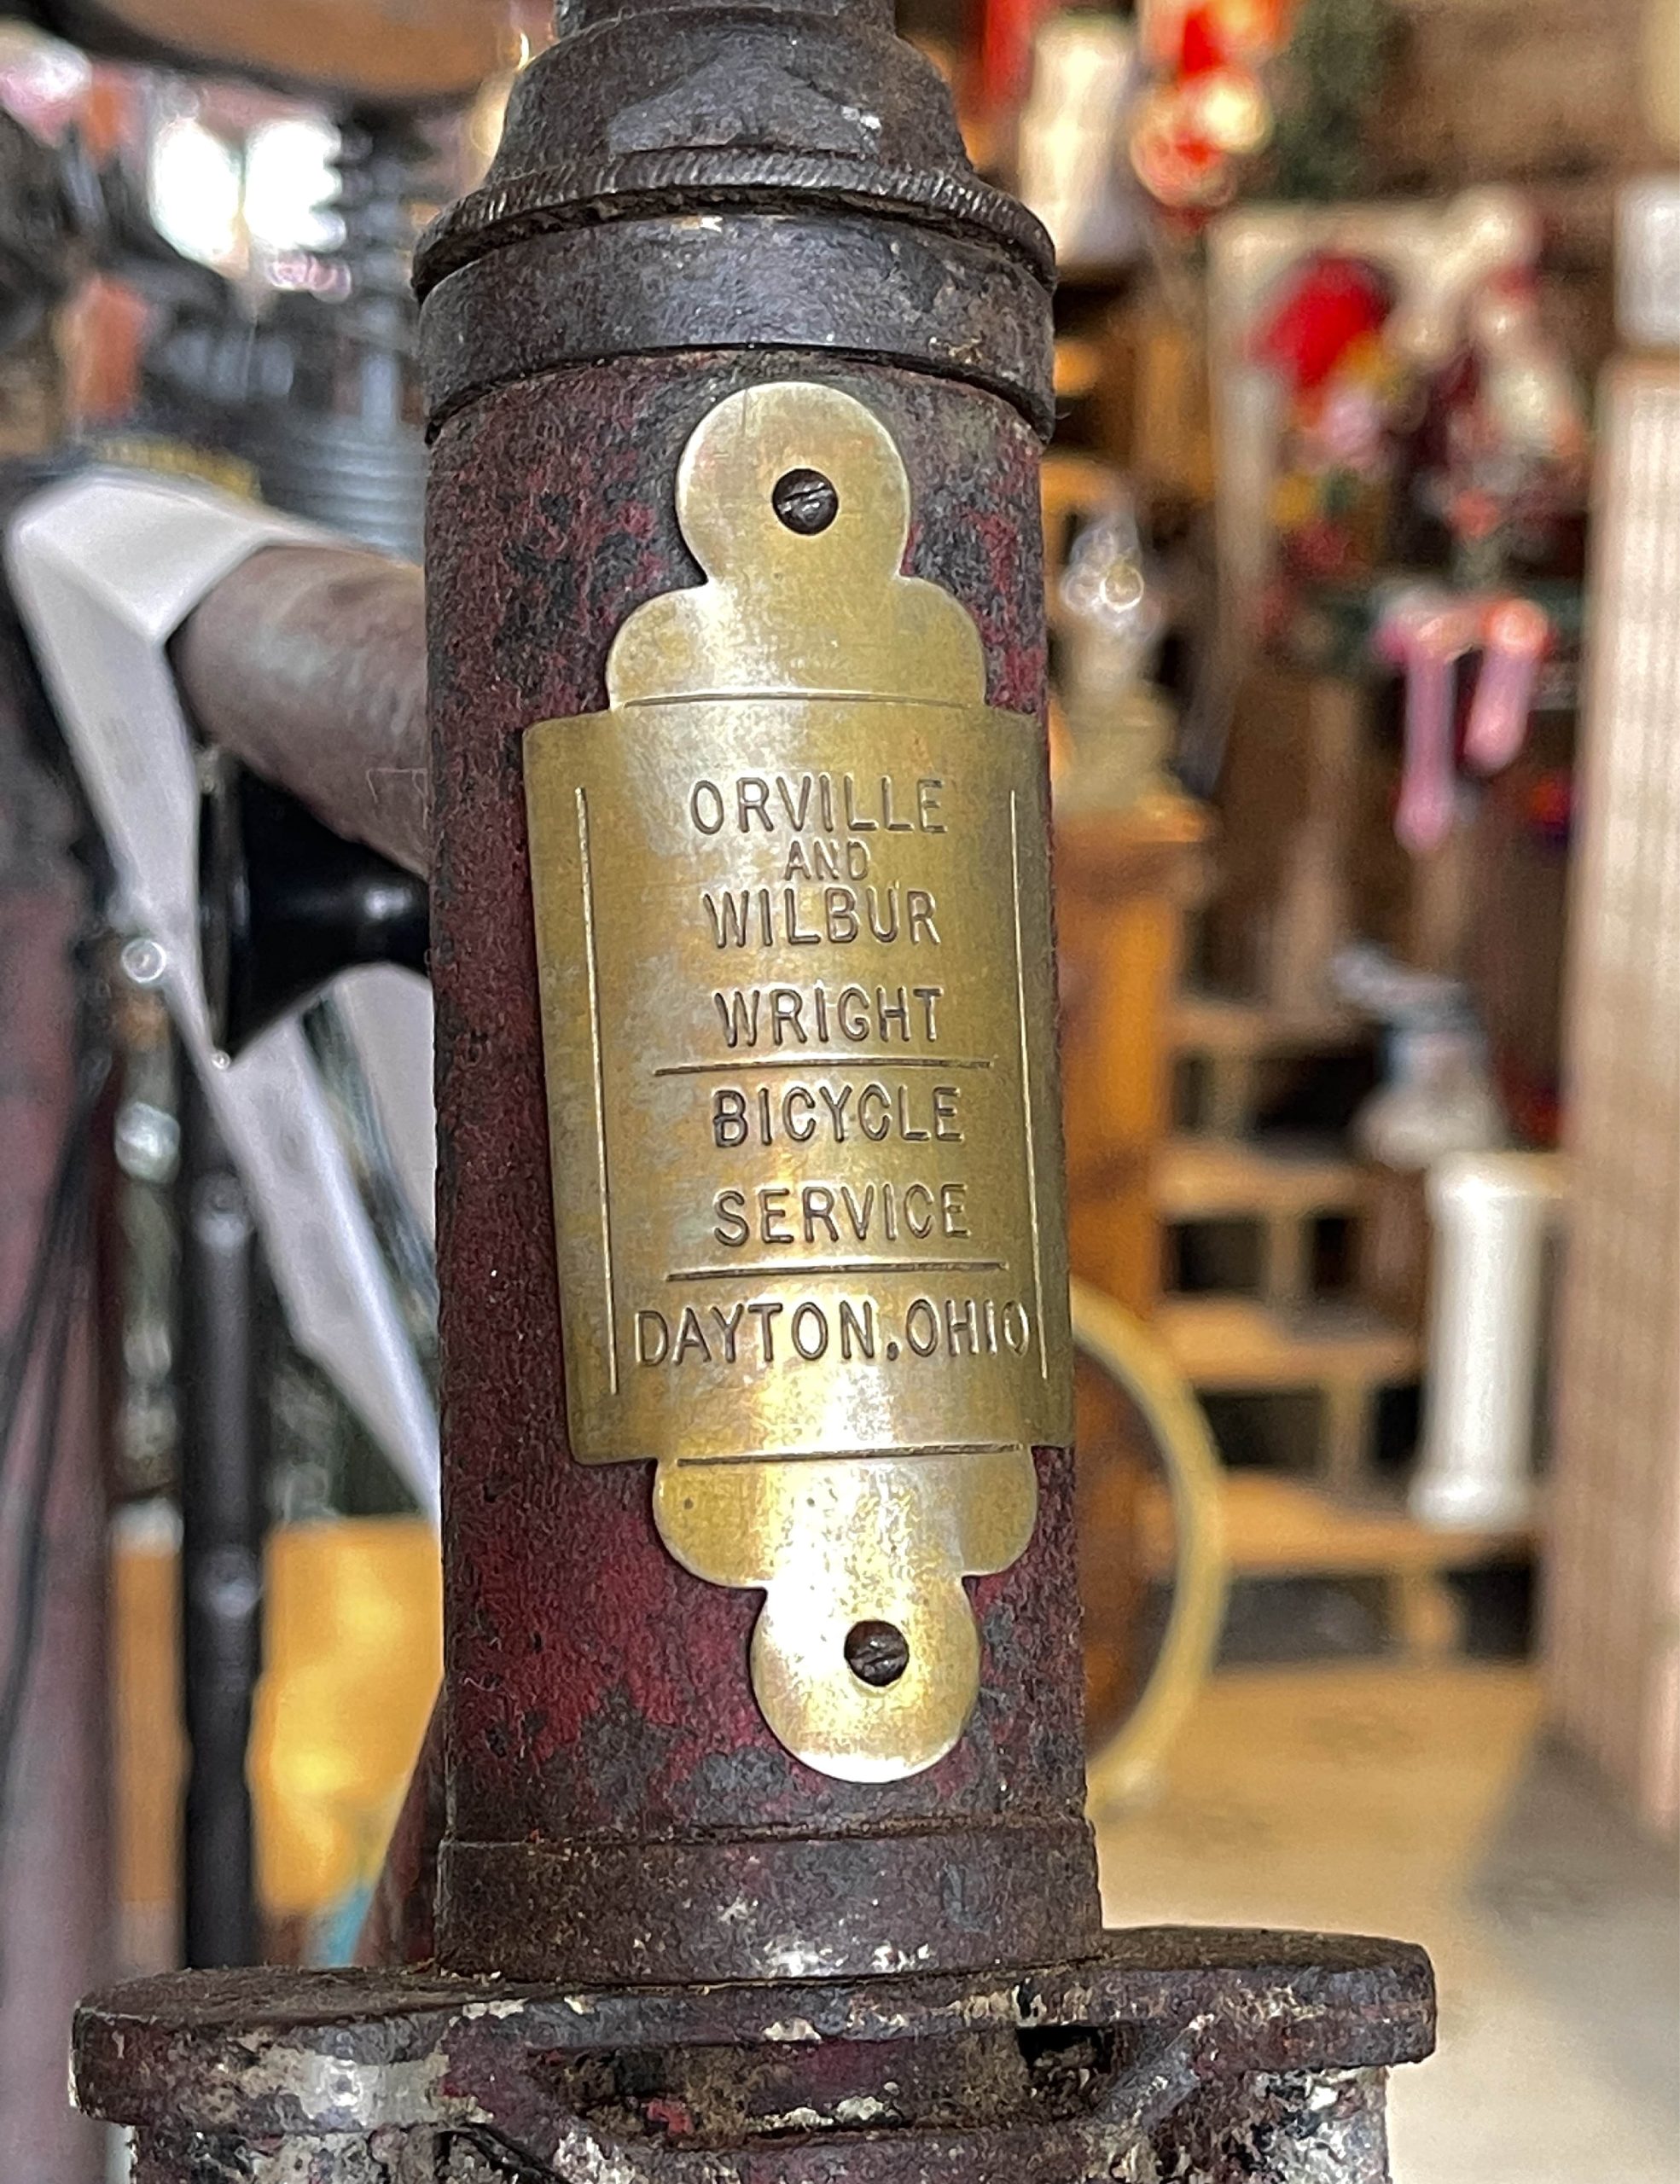 ORVILLE
AND
WILBUR
WRIGHT
BICYCLE
SERVICE
DAYTON.OHIO